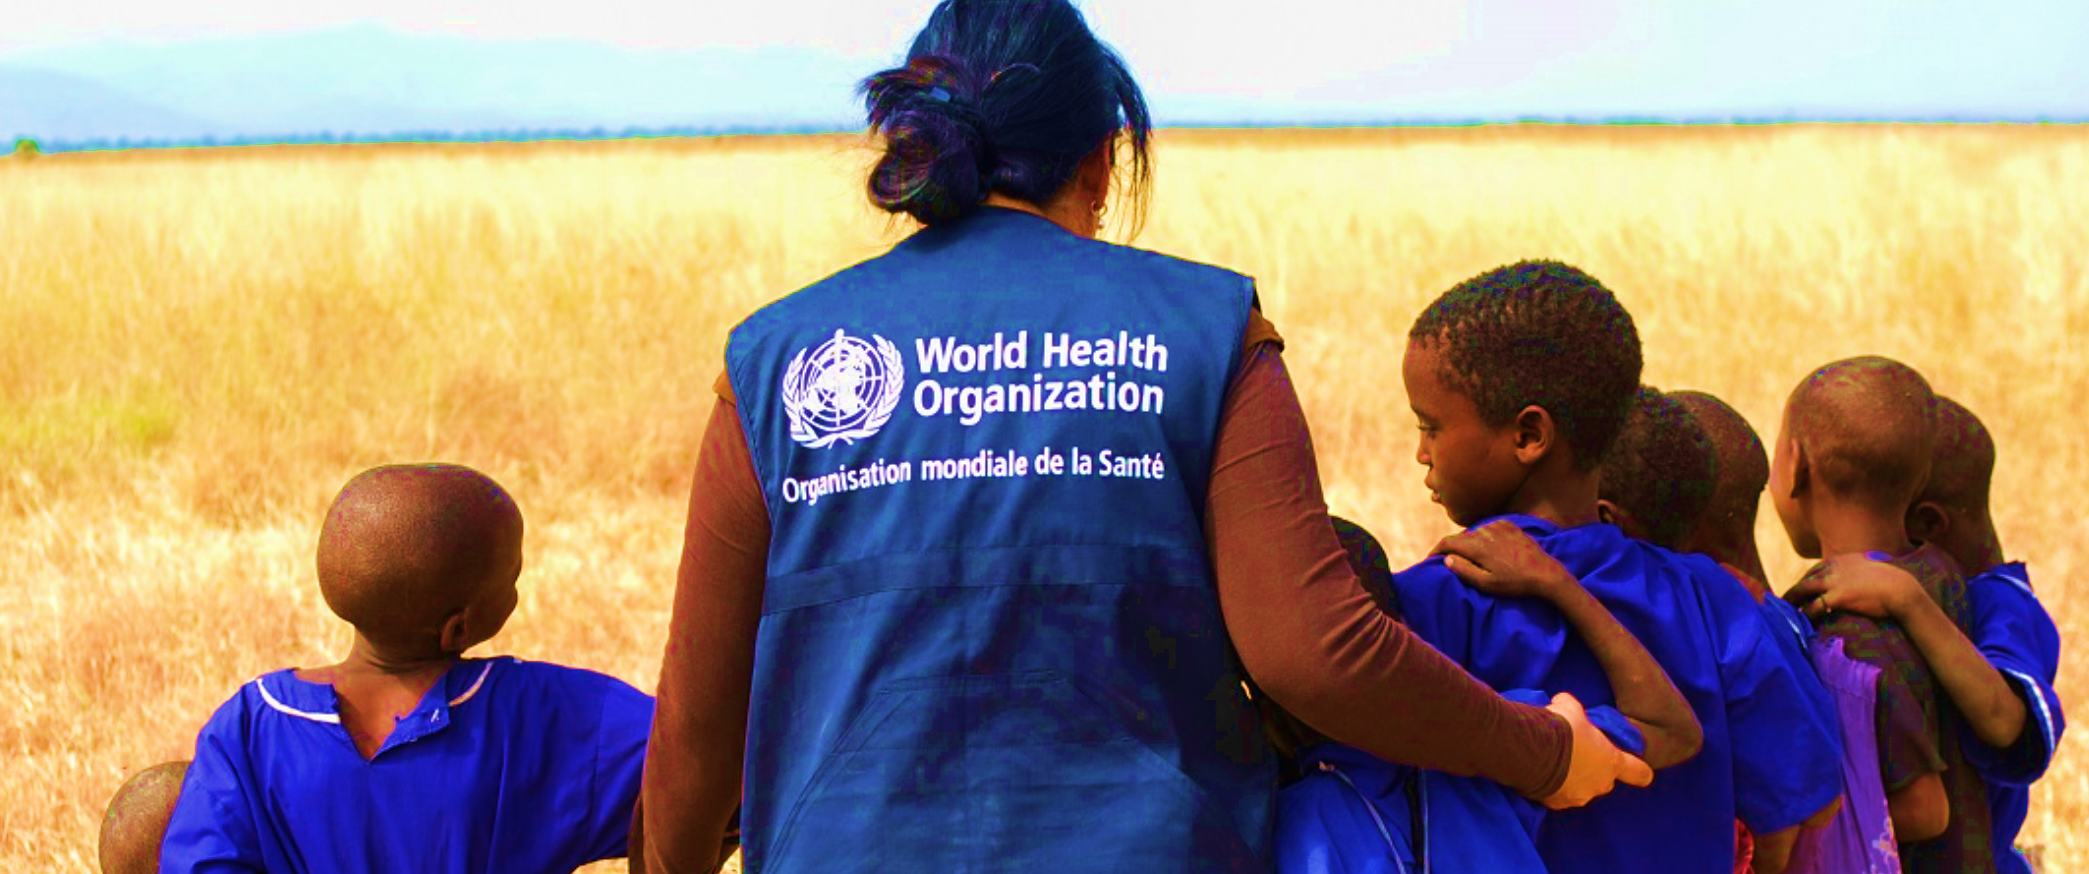 World Health
Organization
Organisation mondiale de la Santé